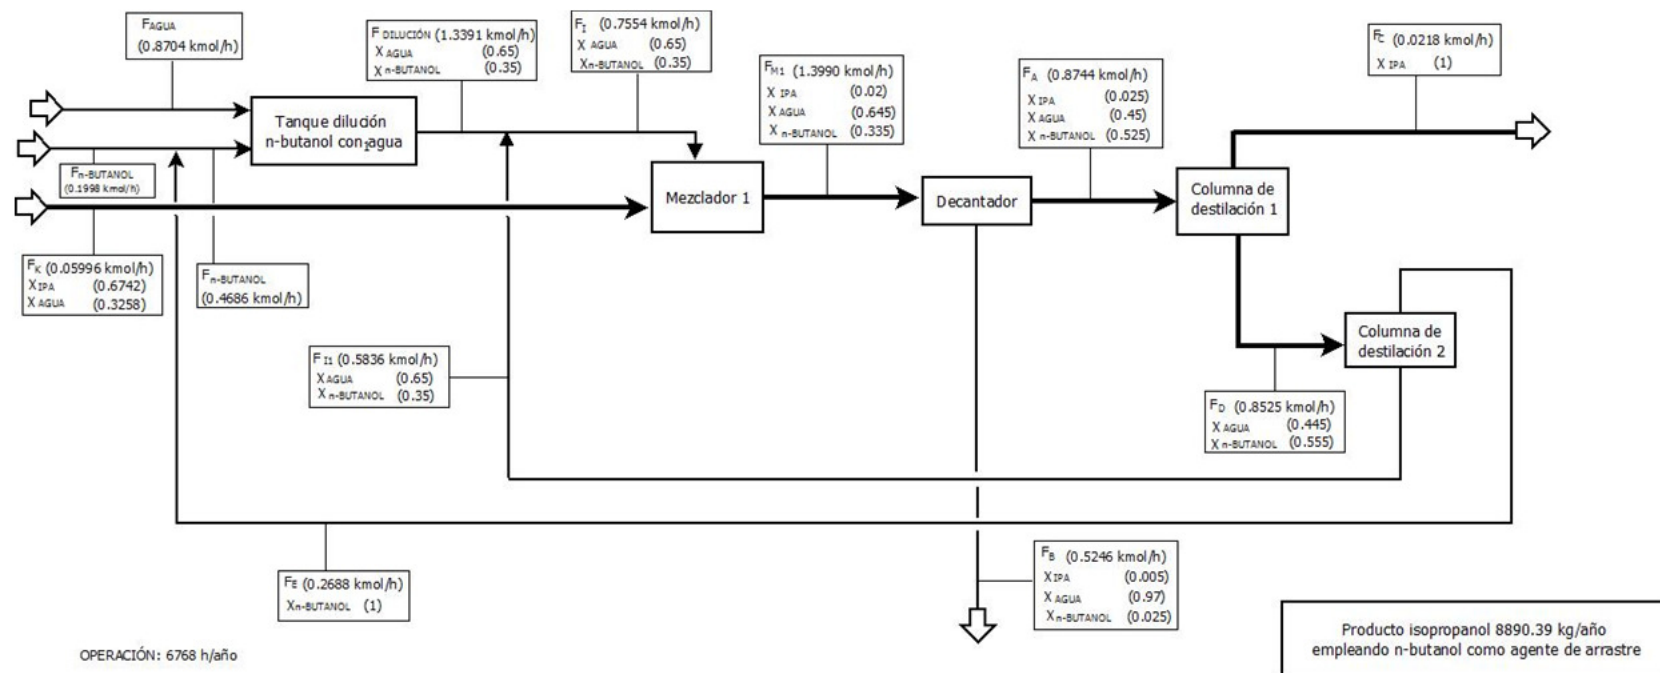 FAGUA
(0.8704 kmol/h)
F DILUCIÓN (1.3391 kmol/h)
X AGUA (0.65)
X n-BUTANOL (0.35)
FI (0.7554 kmol/h)
X AGUA (0.65)
Xn-BUTANOL (0.35)
FM1 (1.3990 kmol/h)
X IPA (0.02)
X AGUA (0.645)
X n-BUTANOL (0.335)
FA (0.8744 kmol/h)
X IPA (0.025)
X AGUA (0.45)
X n-BUTANOL (0.525)
FC (0.0218 kmol/h)
X IPA (1)
Tanque dilución
n-butanol con agua
Fn-BUTANOL
(0.1998 kmol/h)
Mezclador 1
Decantador
Columna de
destilación 1
FK (0.05996 kmol/h)
XIPA (0.6742)
X AGUA (0.3258)
Fn-BUTANOL
(0.4686 kmol/h)
Columna de
destilación 2
F I1 (0.5836 kmol/h)
X AGUA (0.65)
X n-BUTANOL (0.35)
FD (0.8525 kmol/h)
X AGUA (0.445)
X n-BUTANOL (0.555)
FE (0.2688 kmol/h)
Xn-BUTANOL (1)
FB (0.5246 kmol/h)
XIPA (0.005)
X AGUA (0.97)
X n-BUTANOL (0.025)
OPERACIÓN: 6768 h/año
Producto isopropanol 8890.39 kg/año
empleando n-butanol como agente de arrastre